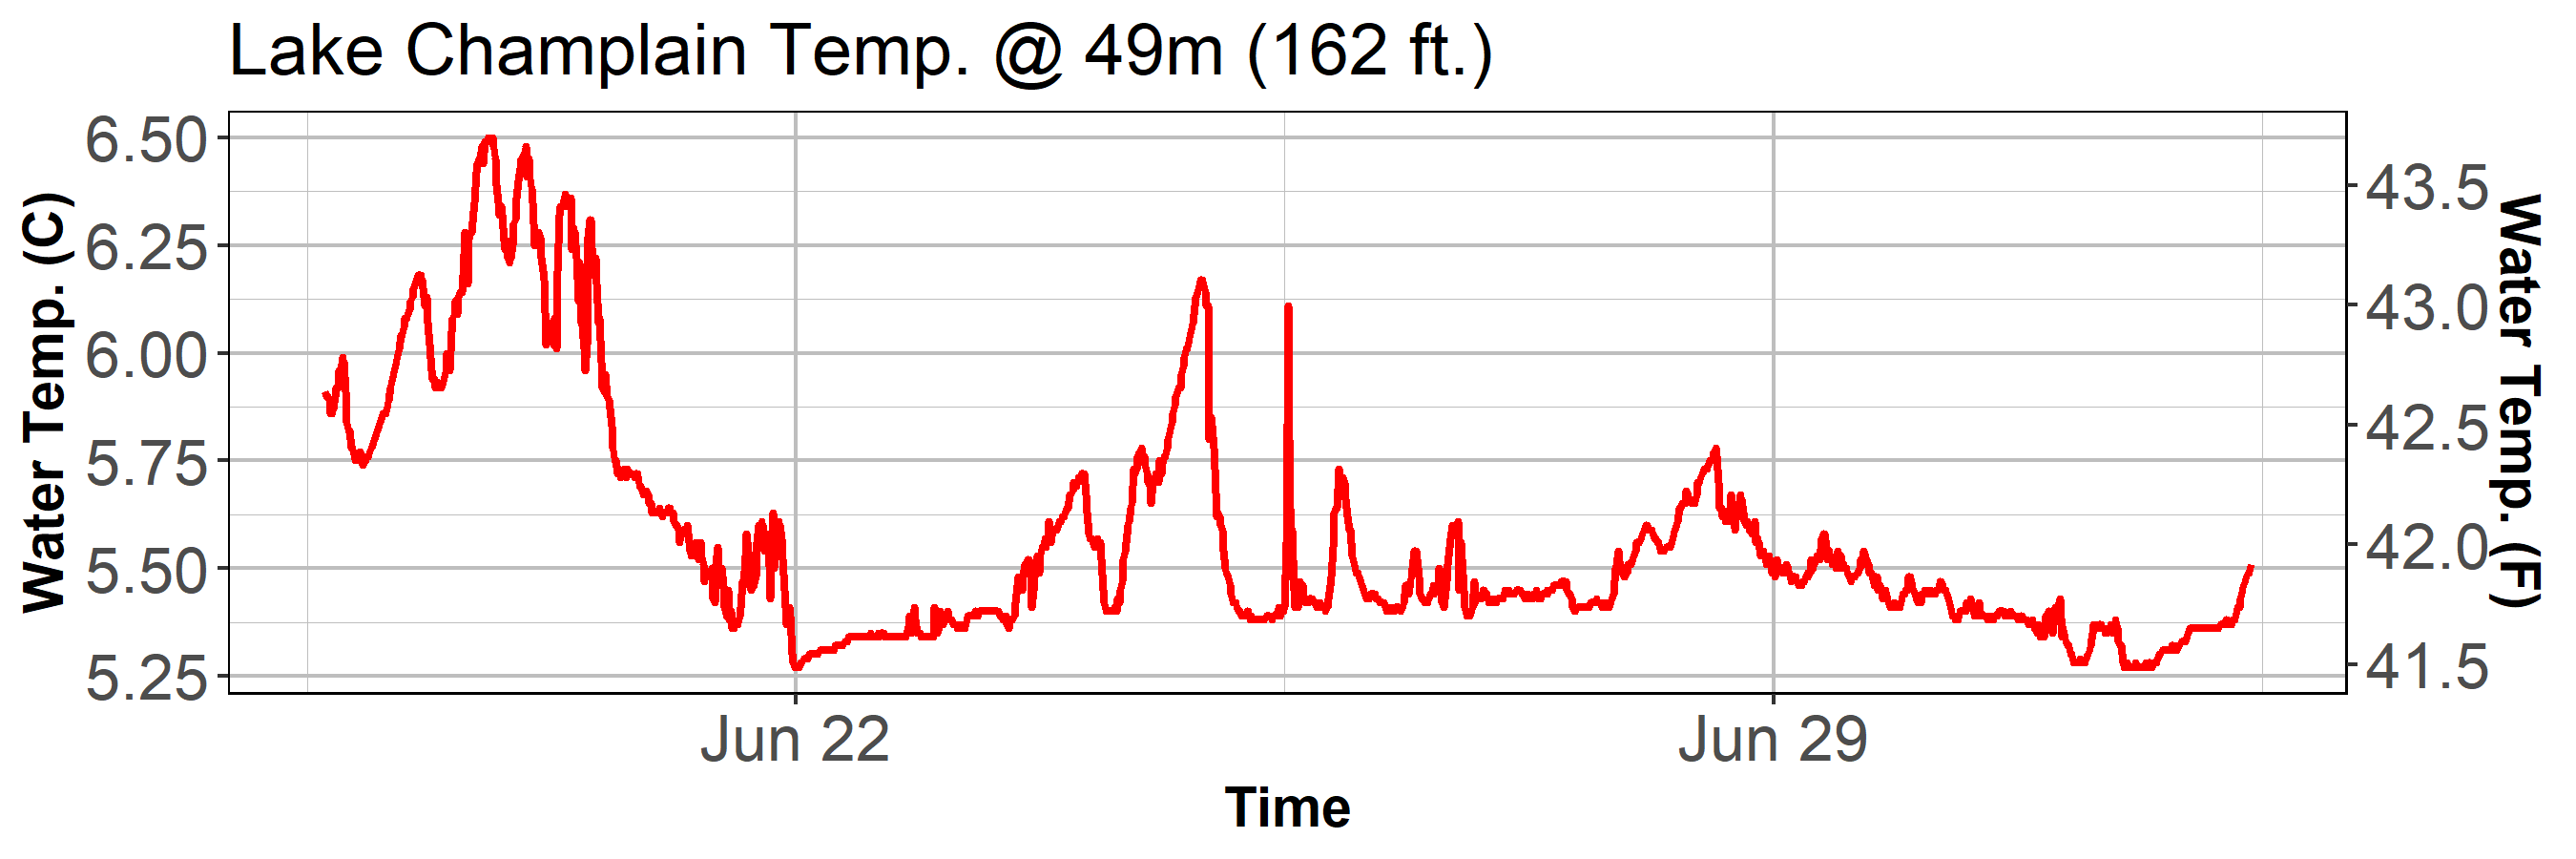 Lake Champlain Temp. @ 49m (162 ft.)
Water Temp. (C)
6.50
6.25
6.00
5.75
5.50
5.25
43.5
43.0
42.5
42.0
41.5
Water Temp. (F)
Jun 22
Jun 29
Time